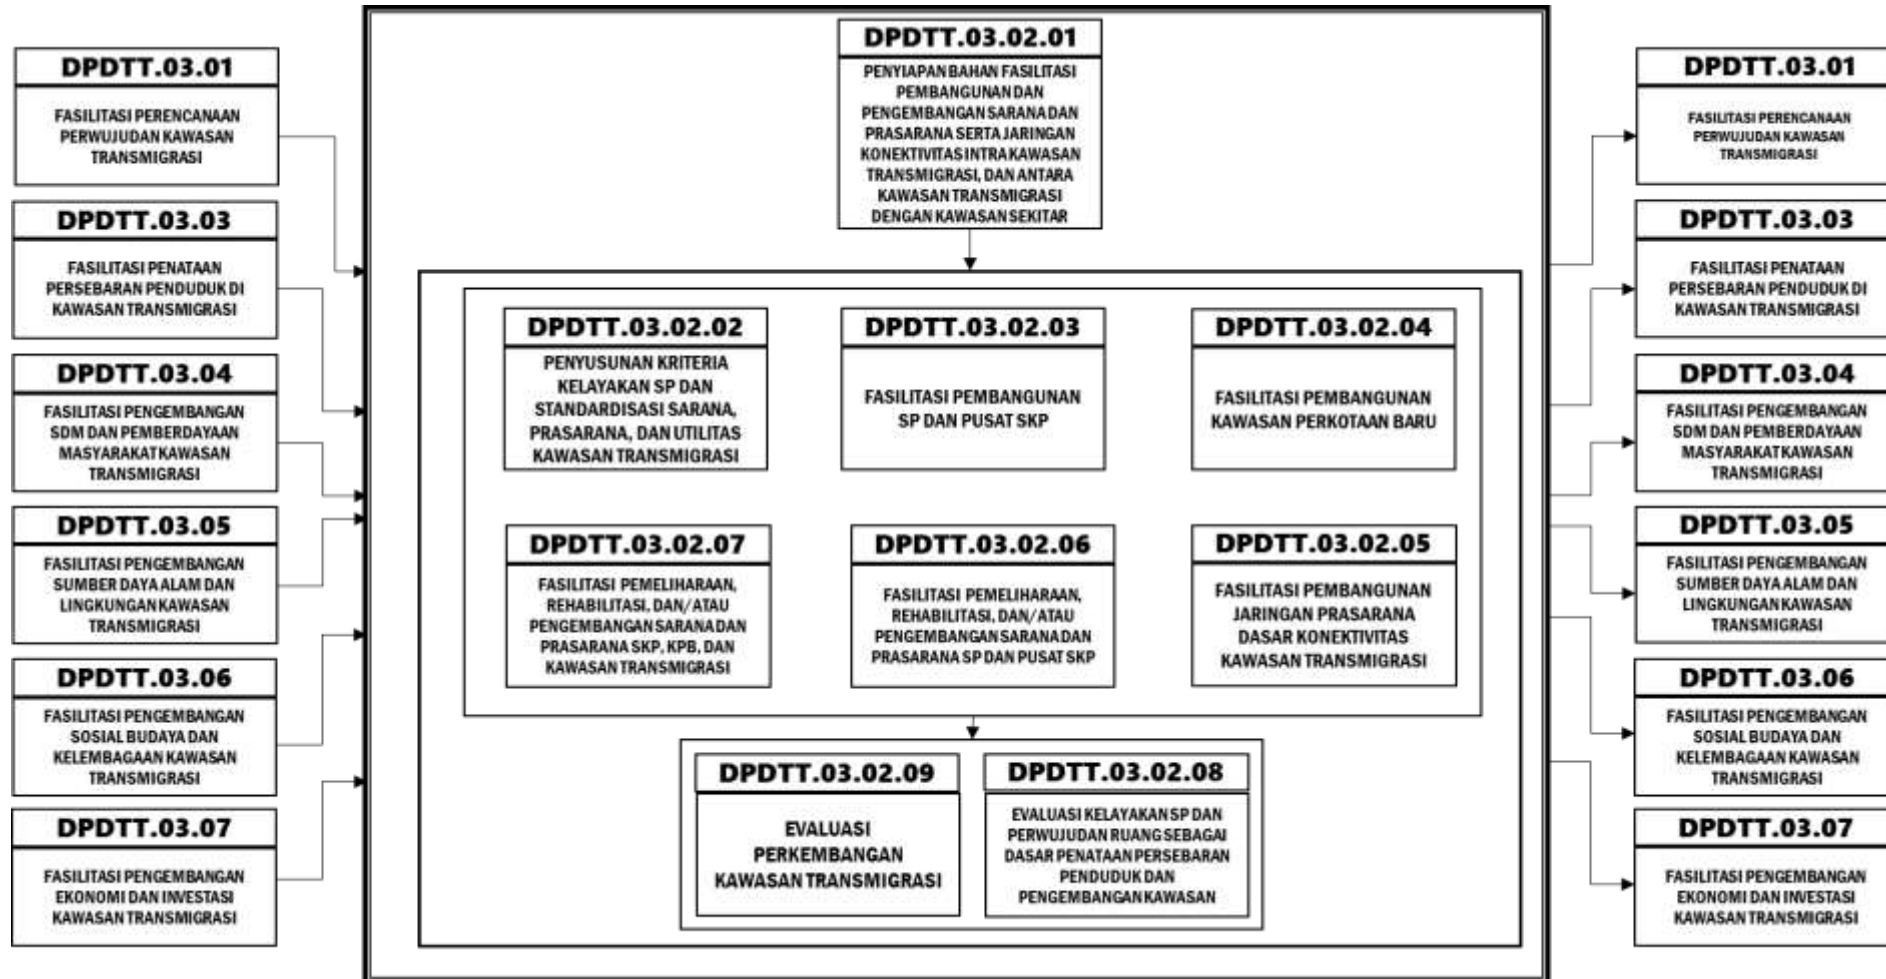 DPDTT.03.01
FASILITASI PERENCANAAN
PERWUJUDAN KAWASAN
TRANSMIGRASI
DPDTT.03.03
FASILITASI PENATAAN
PERSEBARAN PENDUDUK DI
KAWASAN TRANSMIGRASI
DPDTT.03.04
FASILITASI PENGEMBANGAN
SDM DAN PEMBERDAYAAN
MASYARAKAT KAWASAN
TRANSMIGRASI
DPDTT.03.05
FASILITASI PENGEMBANGAN
SUMBER DAYA ALAM DAN
LINGKUNGAN KAWASAN
TRANSMIGRASI
DPDTT.03.06
FASILITASI PENGEMBANGAN
SOSIAL BUDAYA DAN
KELEMBAGAAN KAWASAN
TRANSMIGRASI
DPDTT.03.07
FASILITASI PENGEMBANGAN
EKONOMI DAN INVESTASI
KAWASAN TRANSMIGRASI
DPDTT.03.02.01
PENYIAPAN BAHAN FASILITASI
PEMBANGUNAN DAN
PENGEMBANGAN SARANA DAN
PRASARANA SERTA JARINGAN
KONEKTIVITAS INTRA KAWASAN
TRANSMIGRASI, DAN ANTARA
KAWASAN TRANSMIGRASI
DENGAN KAWASAN SEKITAR
DPDTT.03.02.02
PENYUSUNAN KRITERIA
KELAYAKAN SP DAN
STANDARDISASI SARANA,
PRASARANA, DAN UTILITAS
KAWASAN TRANSMIGRASI
DPDTT.03.02.03
FASILITASI PEMBANGUNAN
SP DAN PUSAT SKP
DPDTT.03.02.04
FASILITASI PEMBANGUNAN
KAWASAN PERKOTAAN BARU
DPDTT.03.02.07
FASILITASI PEMELIHARAAN,
REHABILITASI, DAN/ATAU
PENGEMBANGAN SARANA DAN
PRASARANA SKP, KPB, DAN
KAWASAN TRANSMIGRASI
DPDTT.03.02.06
FASILITASI PEMELIHARAAN,
REHABILITASI, DAN/ATAU
PENGEMBANGAN SARANA DAN
PRASARANA SP DAN PUSAT SKP
DPDTT.03.02.05
FASILITASI PEMBANGUNAN
JARINGAN PRASARANA
DASAR KONEKTIVITAS
KAWASAN TRANSMIGRASI
DPDTT.03.02.09
EVALUASI
PERKEMBANGAN
KAWASAN TRANSMIGRASI
DPDTT.03.02.08
EVALUASI KELAYAKAN SP DAN
PERWUJUDAN RUANG SEBAGAI
DASAR PENATAAN PERSEBARAN
PENDUDUK DAN
PENGEMBANGAN KAWASAN
DPDTT.03.01
FASILITASI PERENCANAAN
PERWUJUDAN KAWASAN
TRANSMIGRASI
DPDTT.03.03
FASILITASI PENATAAN
PERSEBARAN PENDUDUK DI
KAWASAN TRANSMIGRASI
DPDTT.03.04
FASILITASI PENGEMBANGAN
SDM DAN PEMBERDAYAAN
MASYARAKAT KAWASAN
TRANSMIGRASI
DPDTT.03.05
FASILITASI PENGEMBANGAN
SUMBER DAYA ALAM DAN
LINGKUNGAN KAWASAN
TRANSMIGRASI
DPDTT.03.06
FASILITASI PENGEMBANGAN
SOSIAL BUDAYA DAN
KELEMBAGAAN KAWASAN
TRANSMIGRASI
DPDTT.03.07
FASILITASI PENGEMBANGAN
EKONOMI DAN INVESTASI
KAWASAN TRANSMIGRASI